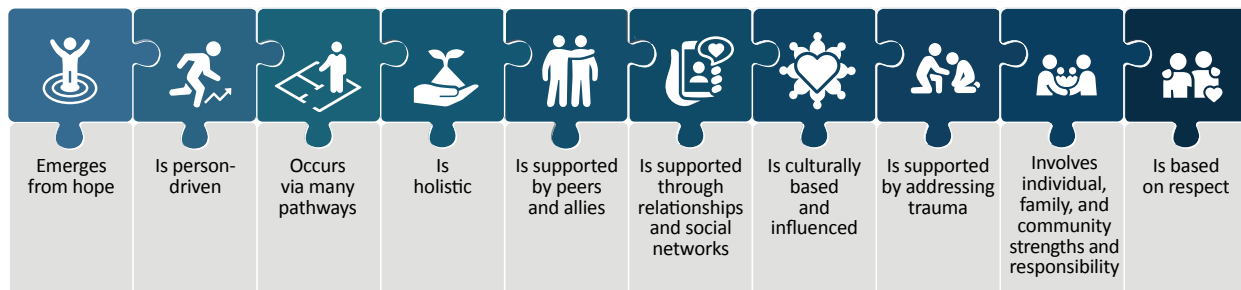 Emerges
from hope
Is person-
driven
Occurs
via many
pathways
Is
holistic
Is supported
by peers
and allies
Is supported
through
relationships
and social
networks
Is culturally
based
and
influenced
Is supported
by addressing
trauma
Involves
individual,
family, and
community
strengths and
responsibility
Is based
on respect